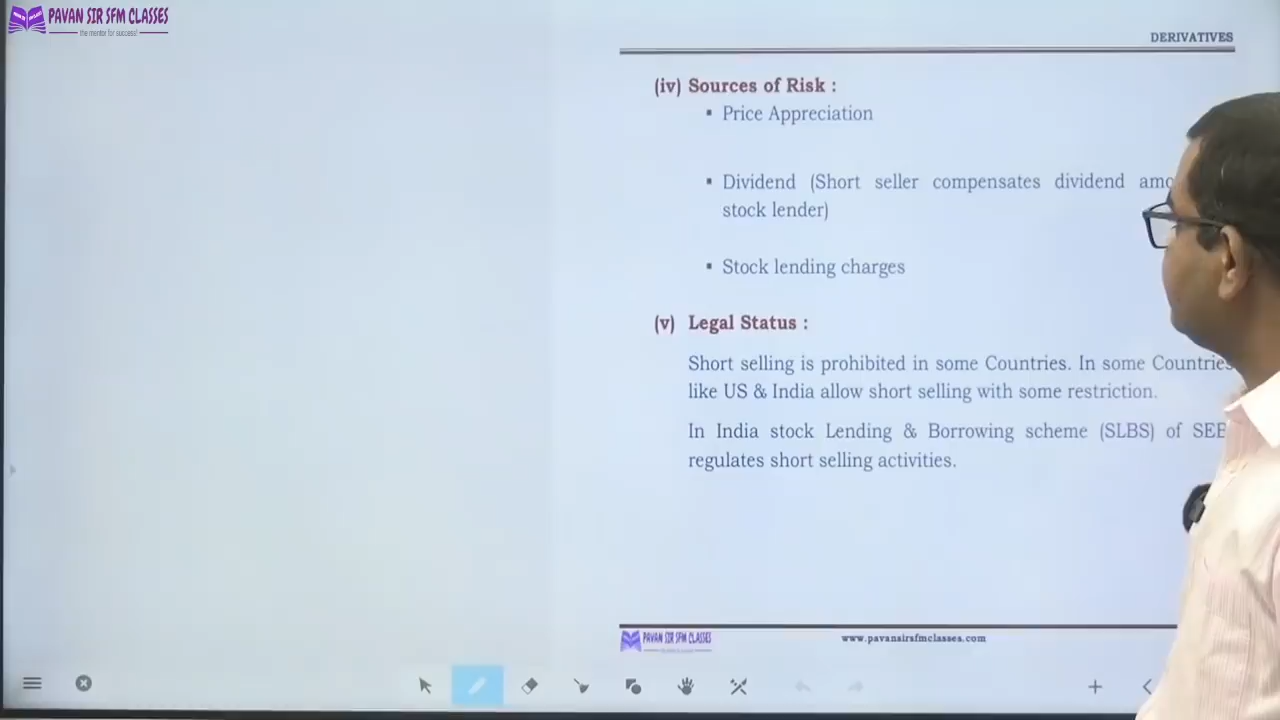 PAVAN SIR SFM CLASSES
the mentor for success!
DERIVATIVES
(iv) Sources of Risk :
▪ Price Appreciation
▪ Dividend (Short seller compensates dividend
stock lender)
▪ Stock lending charges
(v) Legal Status :
Short selling is prohibited in some Countries. In some Countries
like US & India allow short selling with some restriction.
In India stock Lending & Borrowing scheme (SLBS) of
regulates short selling activities.
PAVAN SIR SFM CLASSES
www.pavansirsfmclasses.com